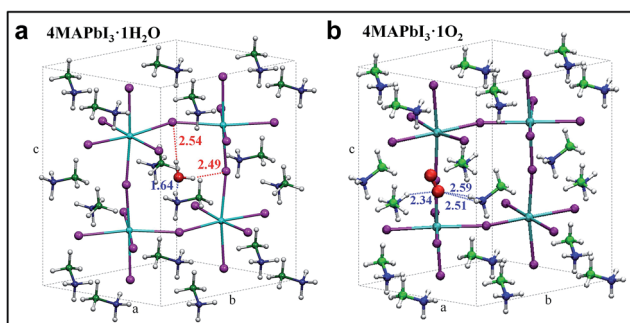 a 4MAPbI₃·1H₂O
c
2.54
2.49
1.64
a
b
b 4MAPbI₃·1O₂
c
2.59
2.34
2.51
a
b